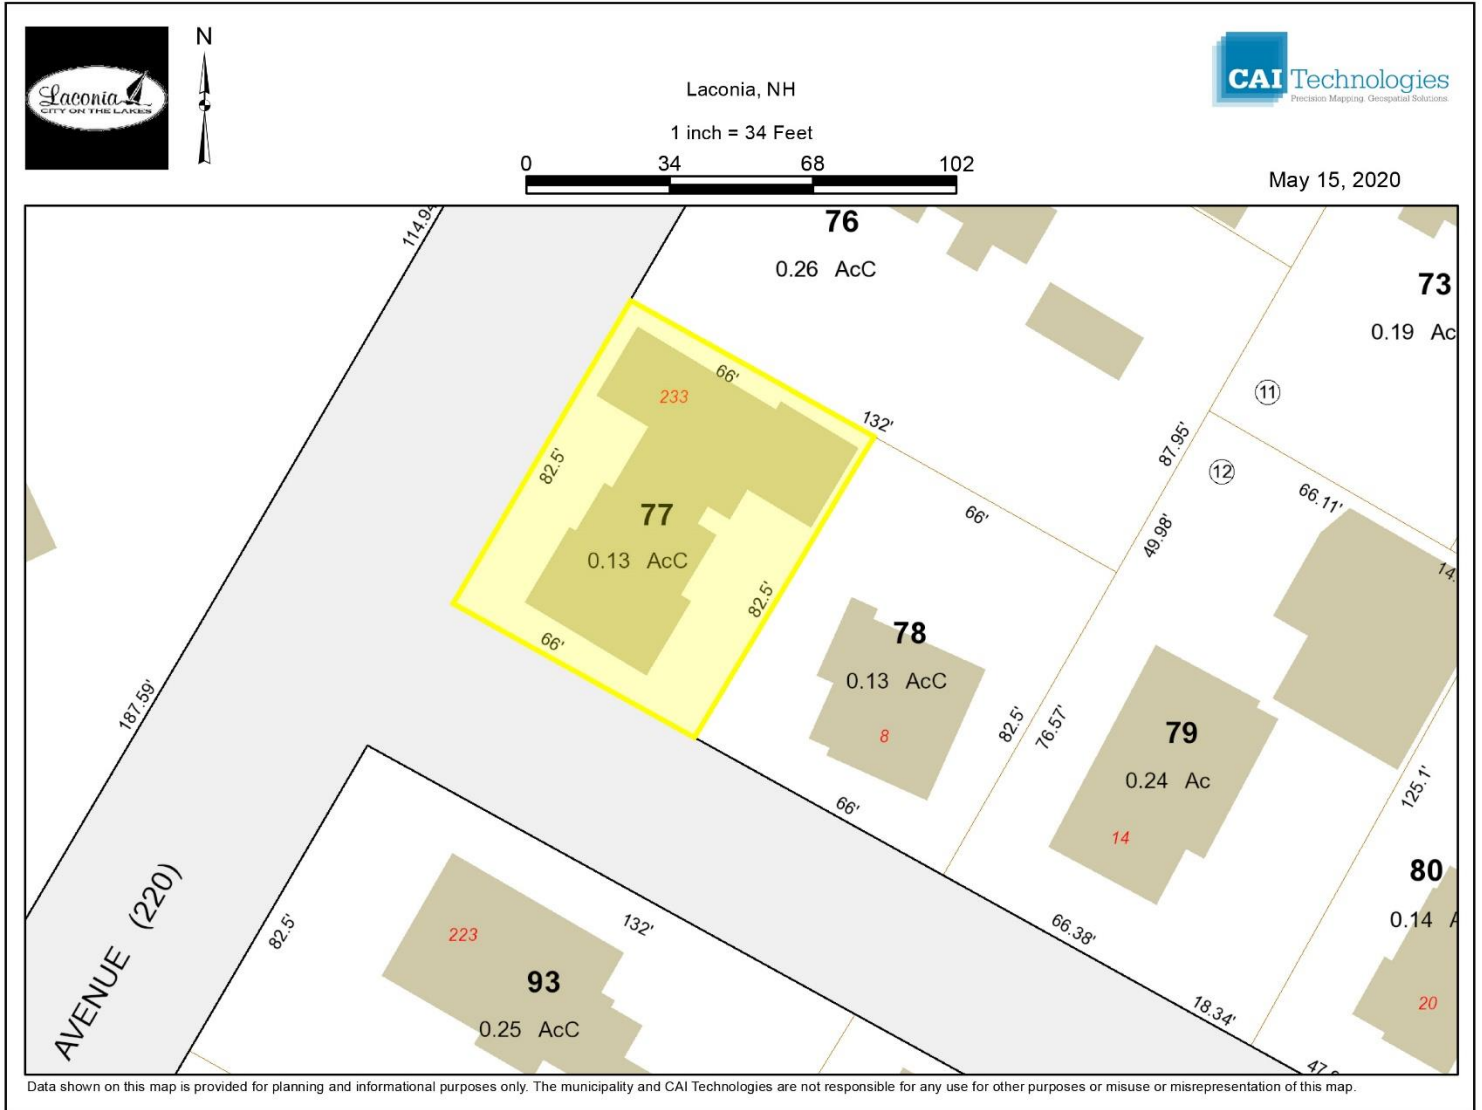 Laconia
CITY ON THE LAKES
N
Laconia, NH
1 inch = 34 Feet
0 34 68 102
CAI Technologies
Precision Mapping. Geospatial Solutions.
May 15, 2020
114.94
76
0.26 AcC
73
0.19 Ac
66'
233
132'
11
87.95'
12
82.5'
66.11'
77
66'
49.98'
0.13 AcC
14.
82.5'
78
66'
0.13 AcC
187.59'
82.5'
76.57'
79
8
0.24 Ac
125.1'
66'
14
80
AVENUE (220)
0.14
82.5'
132'
66.38'
223
93
0.25 AcC
18.34'
20
47.
Data shown on this map is provided for planning and informational purposes only. The municipality and CAI Technologies are not responsible for any use for other purposes or misuse or misrepresentation of this map.